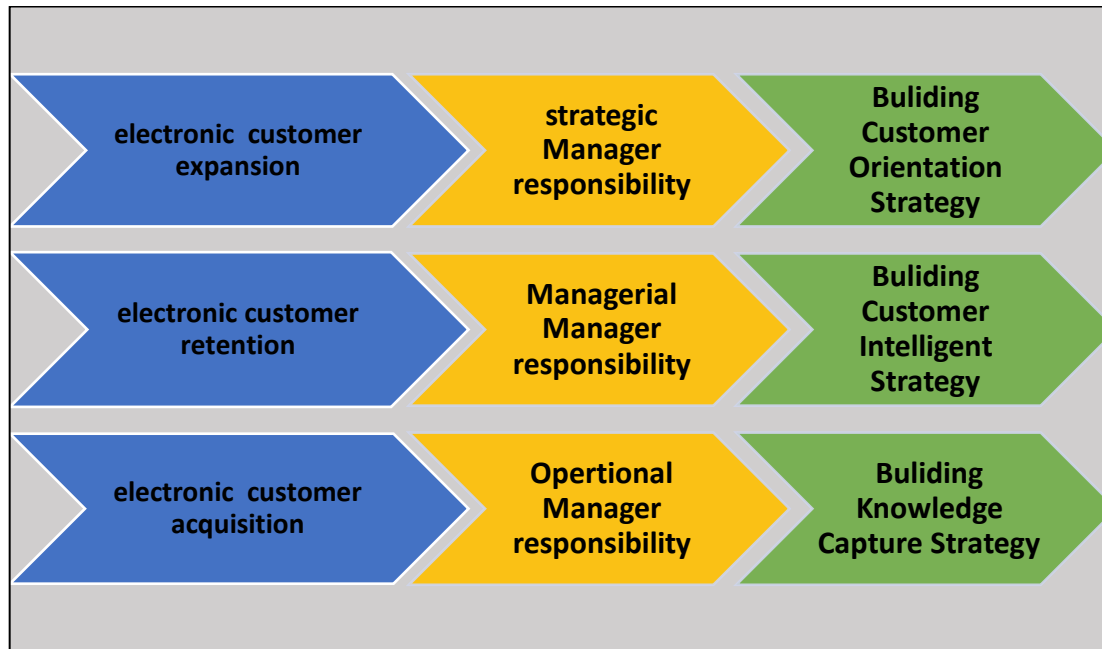 electronic  customer
expansion
strategic
Manager
responsibility
Buliding
Customer
Orientation
Strategy
electronic customer
retention
Managerial
Manager
responsibility
Buliding
Customer
Intelligent
Strategy
electronic  customer
acquisition
Opertional
Manager
responsibility
Buliding
Knowledge
Capture Strategy